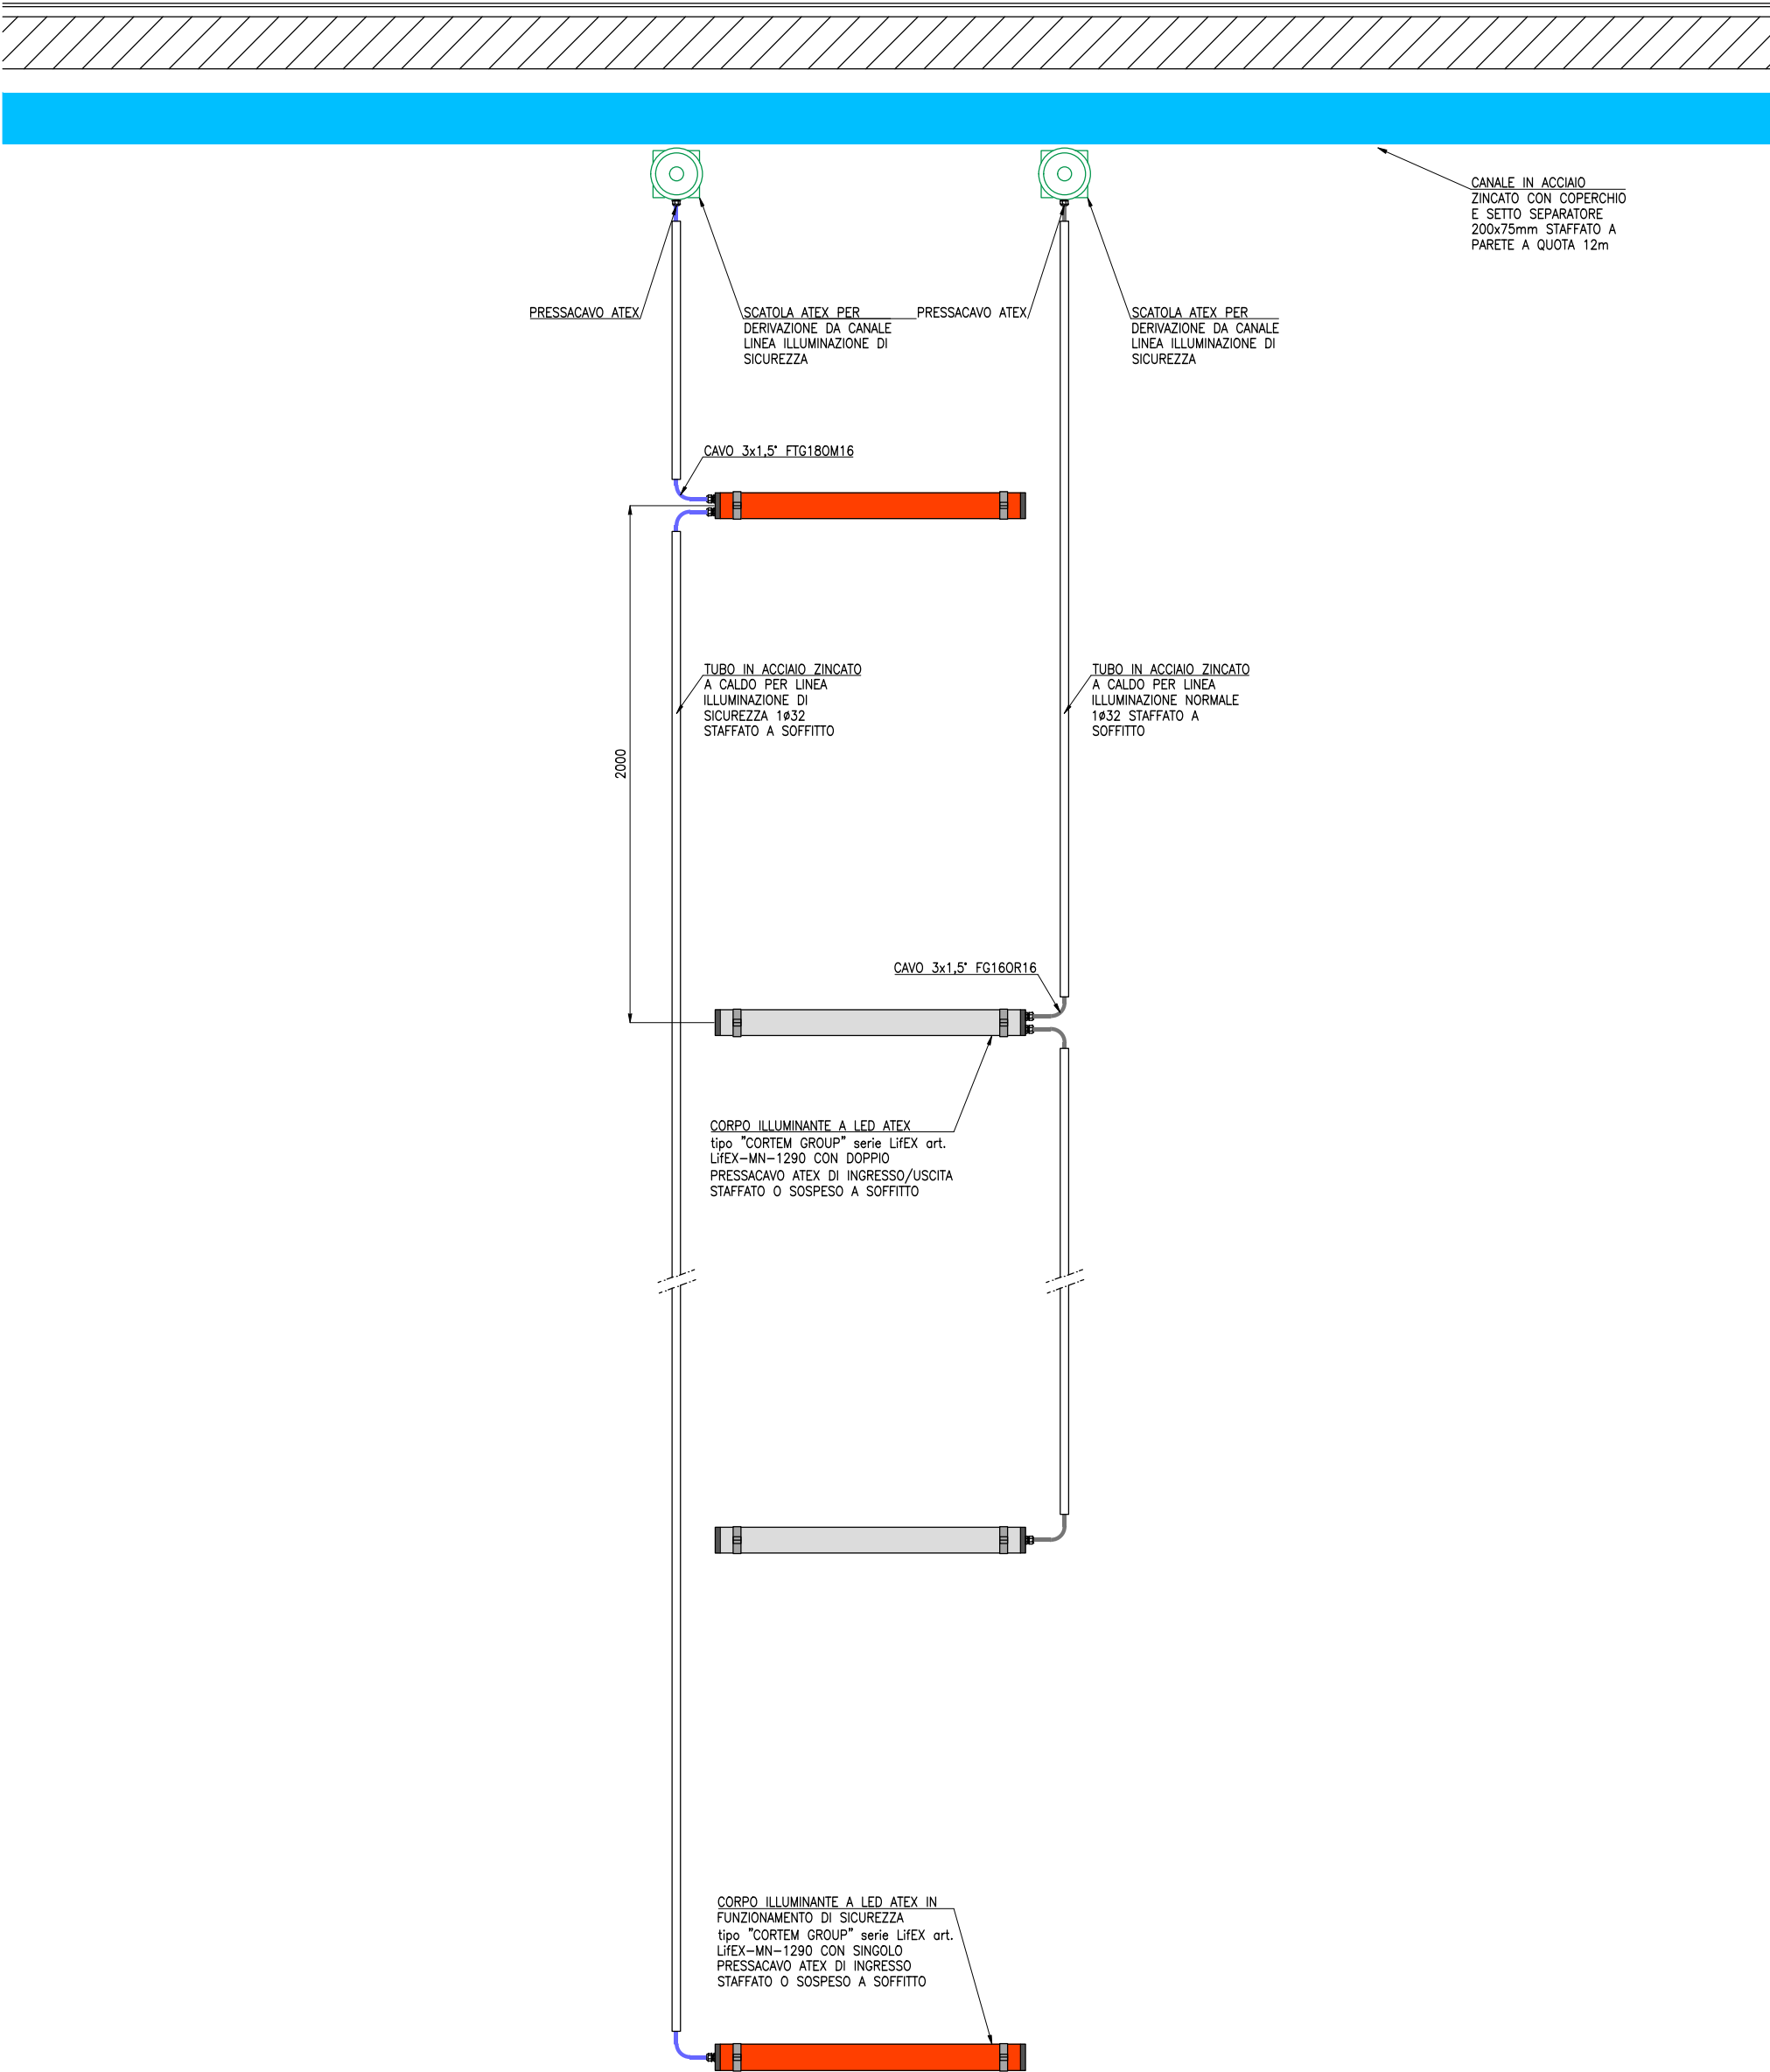 CANALE IN ACCIAIO
ZINCATO CON COPERCHIO
E SETTO SEPARATORE
200x75mm STAFFATO A
PARETE A QUOTA 12m
PRESSACAVO ATEX
SCATOLA ATEX PER
DERIVAZIONE DA CANALE
LINEA ILLUMINAZIONE DI
SICUREZZA
PRESSACAVO ATEX
SCATOLA ATEX PER
DERIVAZIONE DA CANALE
LINEA ILLUMINAZIONE DI
SICUREZZA
CAVO 3x1,5° FTG18OM16
TUBO IN ACCIAIO ZINCATO
A CALDO PER LINEA
ILLUMINAZIONE DI
SICUREZZA 1ø32
STAFFATO A SOFFITTO
TUBO IN ACCIAIO ZINCATO
A CALDO PER LINEA
ILLUMINAZIONE NORMALE
1ø32 STAFFATO A
SOFFITTO
2000
CAVO 3x1,5° FG16OR16
CORPO ILLUMINANTE A LED ATEX
tipo "CORTEM GROUP" serie LifEX art.
LifEX-MN-1290 CON DOPPIO
PRESSACAVO ATEX DI INGRESSO/USCITA
STAFFATO O SOSPESO A SOFFITTO
CORPO ILLUMINANTE A LED ATEX IN
FUNZIONAMENTO DI SICUREZZA
tipo "CORTEM GROUP" serie LifEX art.
LifEX-MN-1290 CON SINGOLO
PRESSACAVO ATEX DI INGRESSO
STAFFATO O SOSPESO A SOFFITTO